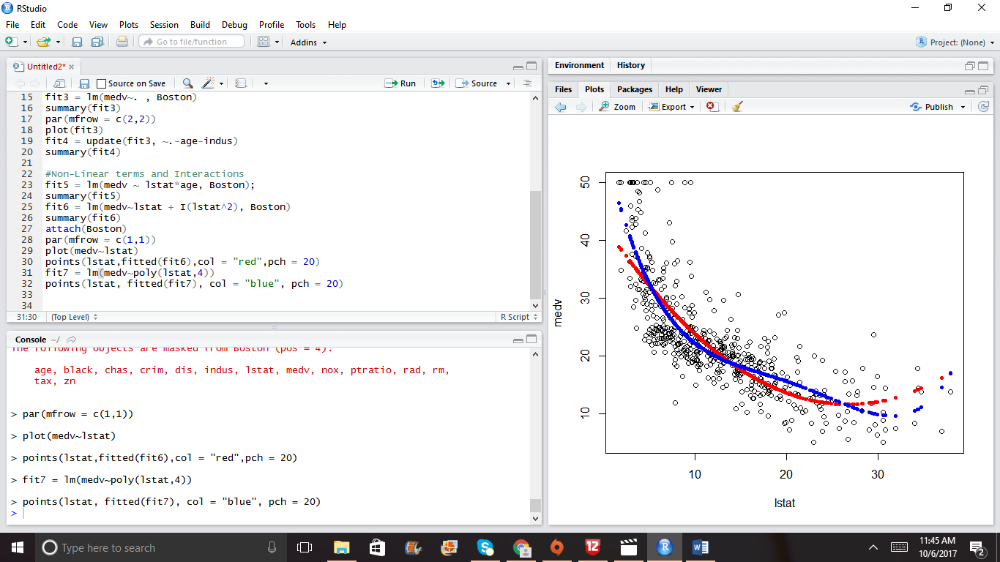 RStudio
File Edit Code View Plots Session Build Debug Profile Tools Help
Go to file/function Addins Project: (None)
Untitled2*
Source on Save Run Source
15 fit3 = lm(medv~. , Boston)
16 summary(fit3)
17 par(mfrow = c(2,2))
18 plot(fit3)
19 fit4 = update(fit3, ~.-age-indus)
20 summary(fit4)
21
22 #Non-Linear terms and Interactions
23 fit5 = lm(medv ~ lstat*age, Boston);
24 summary(fit5)
25 fit6 = lm(medv~lstat + I(lstat^2), Boston)
26 summary(fit6)
27 attach(Boston)
28 par(mfrow = c(1,1))
29 plot(medv~lstat)
30 points(lstat,fitted(fit6),col = "red",pch = 20)
31 fit7 = lm(medv~poly(lstat,4))
32 points(lstat, fitted(fit7), col = "blue", pch = 20)
33
34
31:30 (Top Level) R Script
Console ~/
The following objects are masked from Boston (pos = 4):
age, black, chas, crim, dis, indus, lstat, medv, nox, ptratio, rad, rm,
tax, zn
> par(mfrow = c(1,1))
> plot(medv~lstat)
> points(lstat,fitted(fit6),col = "red",pch = 20)
> fit7 = lm(medv~poly(lstat,4))
> points(lstat, fitted(fit7), col = "blue", pch = 20)
>
Environment History
Files Plots Packages Help Viewer
Zoom Export Publish
50
40
30
20
10
medv
10 20 30
lstat
Type here to search
12
11:45 AM
10/6/2017
2